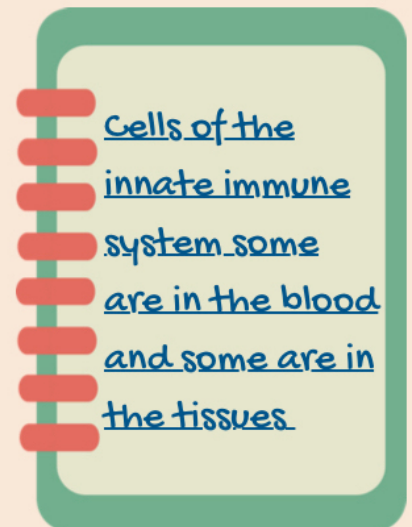 Cells of the
innate immune
system some
are in the blood
and some are in
the tissues